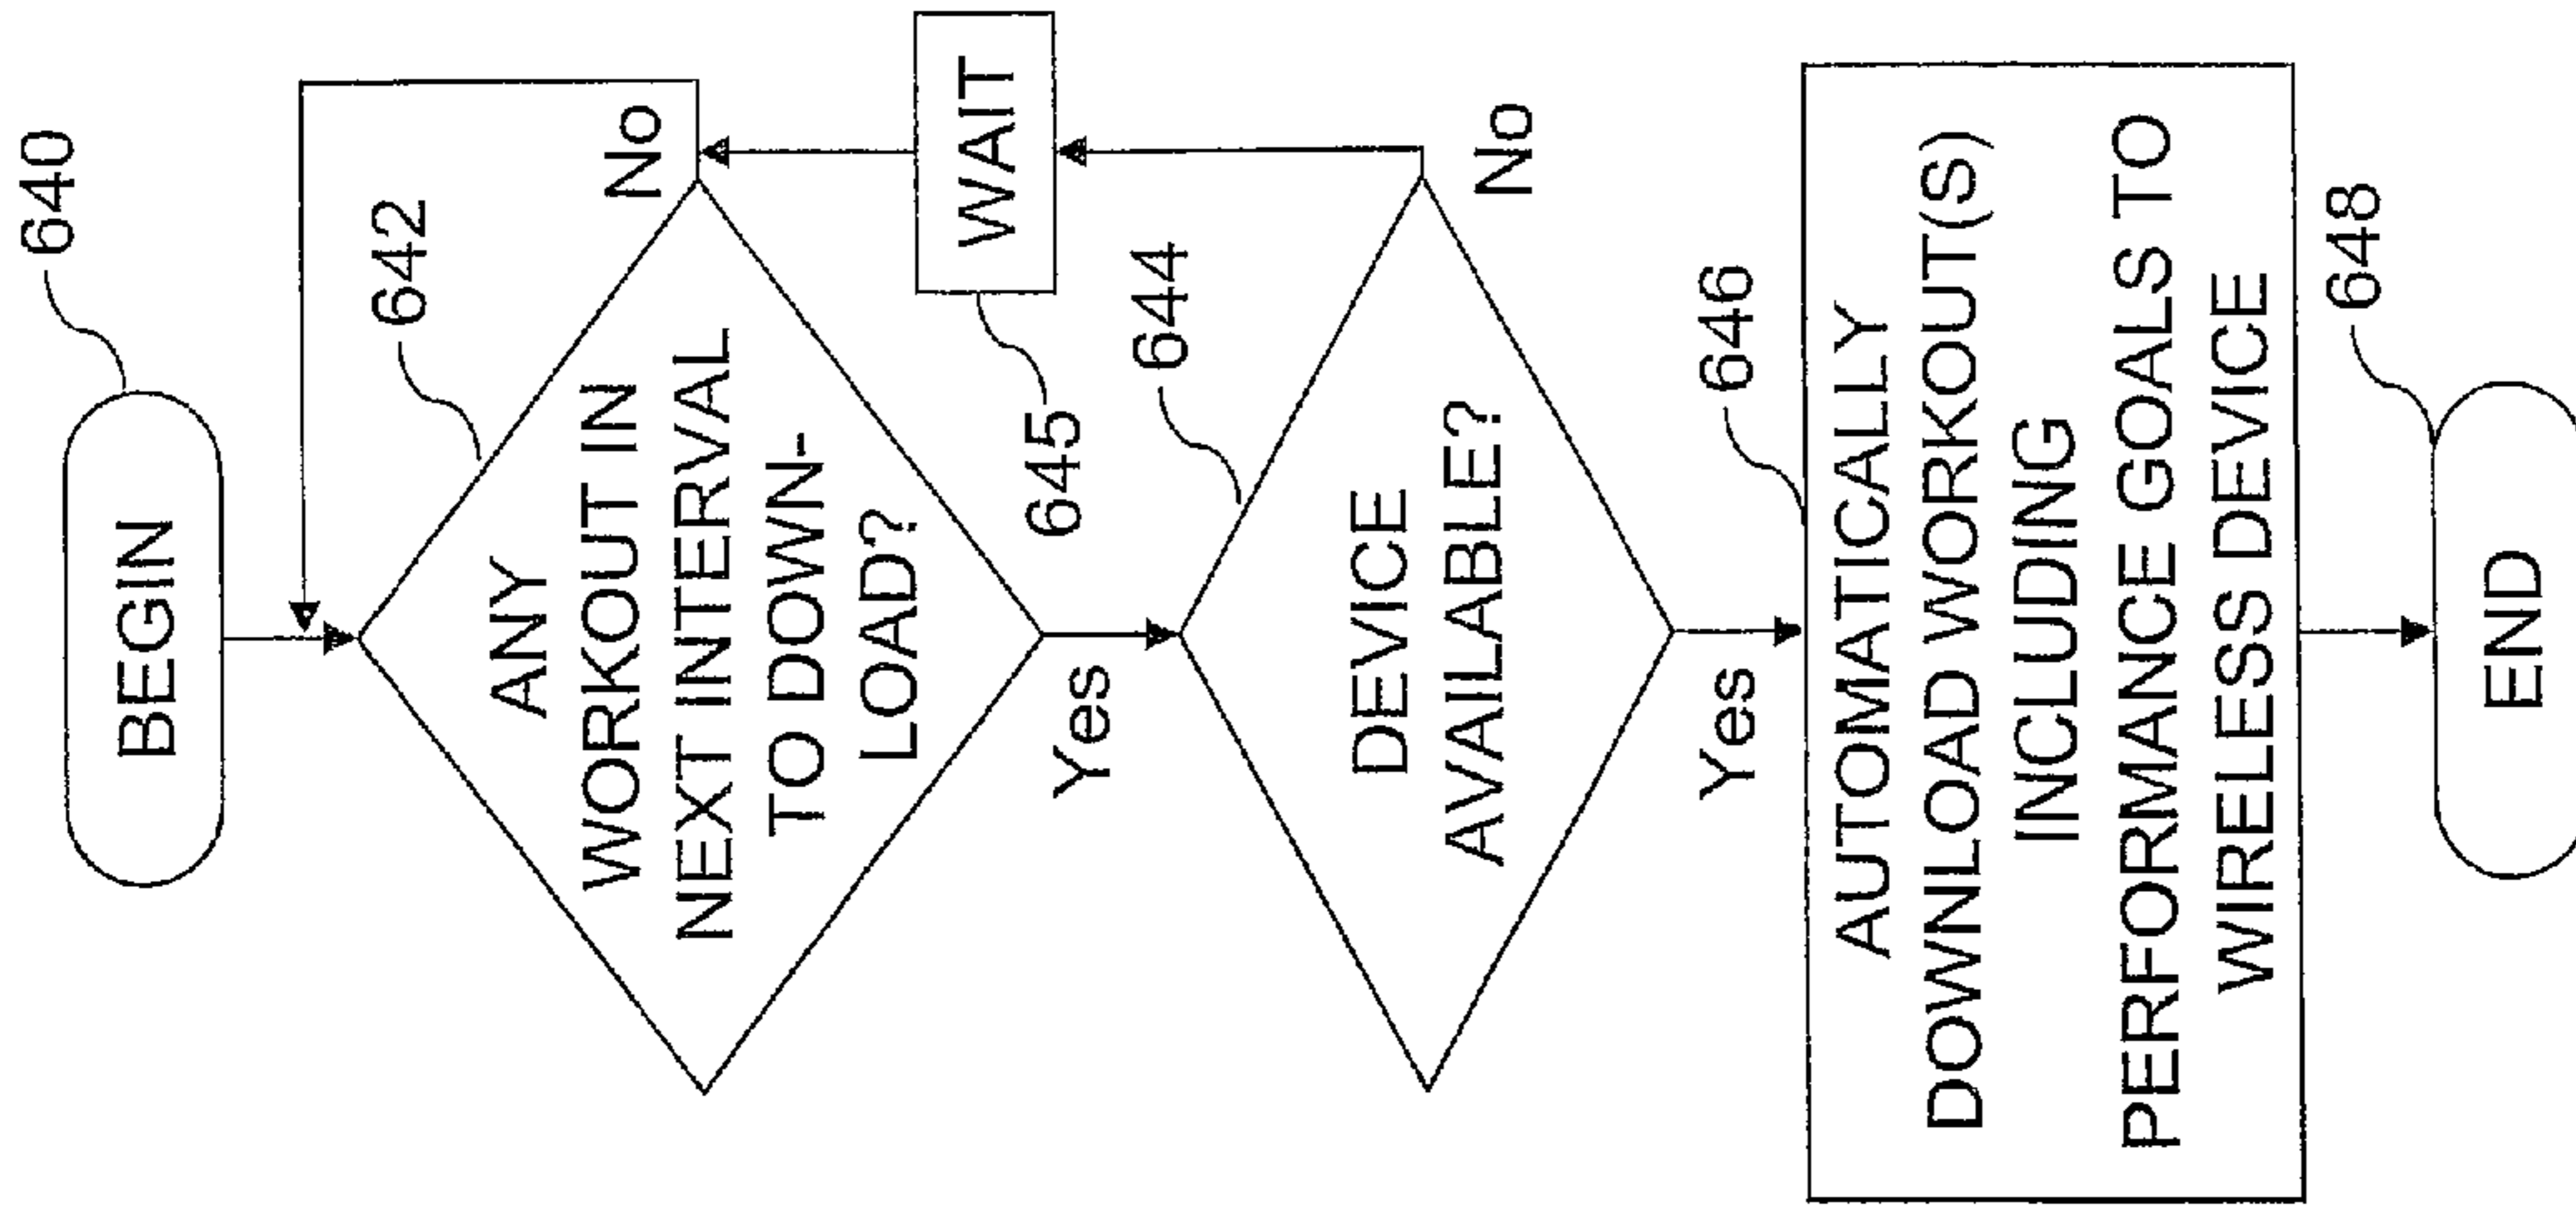 640
BEGIN
642
ANY
WORKOUT IN
NEXT INTERVAL
TO DOWN-
LOAD?
No
Yes
WAIT
645
644
DEVICE
AVAILABLE?
No
Yes
646
AUTOMATICALLY
DOWNLOAD WORKOUT(S)
INCLUDING
PERFORMANCE GOALS TO
WIRELESS DEVICE
648
END